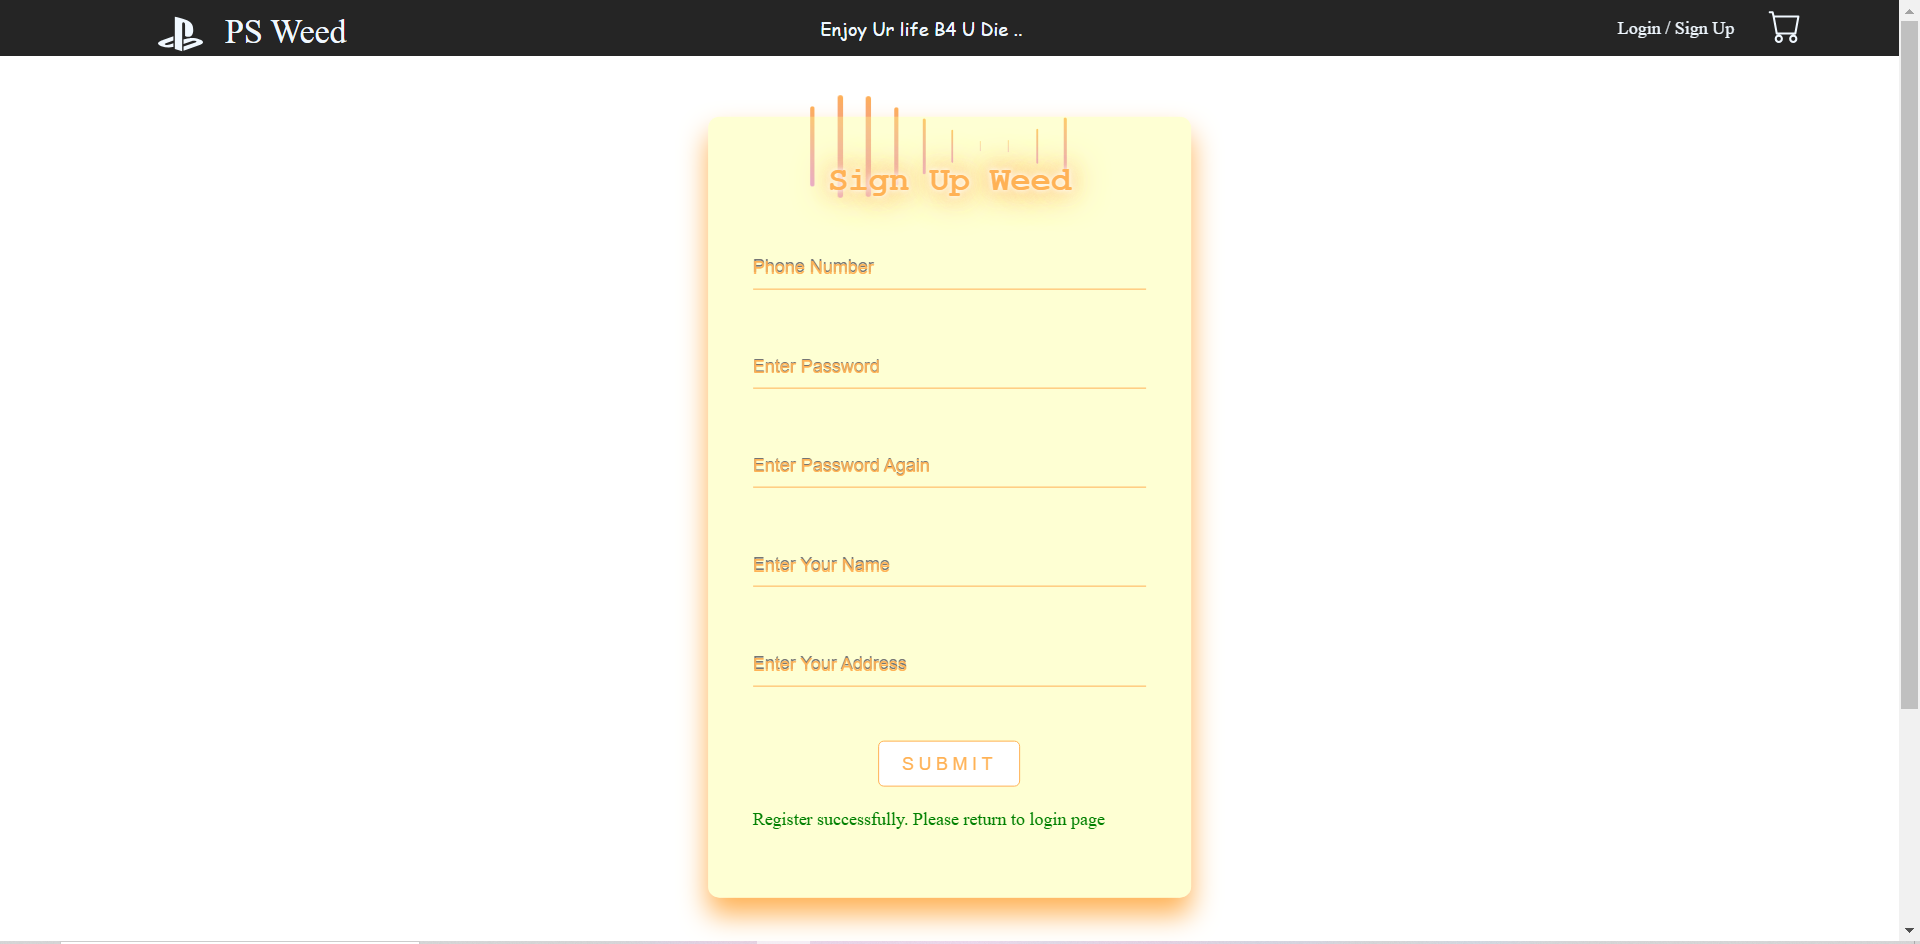 PS Weed
Enjoy Ur life B4 U Die ..
Login / Sign Up
Sign Up Weed
Phone Number
Enter Password
Enter Password Again
Enter Your Name
Enter Your Address
SUBMIT
Register successfully. Please return to login page